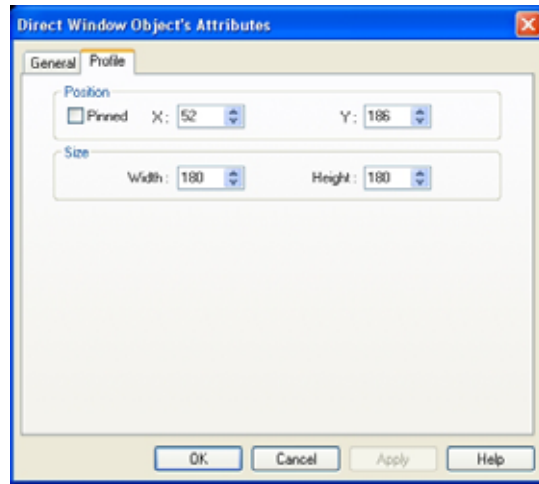 Direct Window Object's Attributes
General Profile
Position
Pinned X: 52 Y: 186
Size
Width: 180 Height: 180
OK Cancel Apply Help